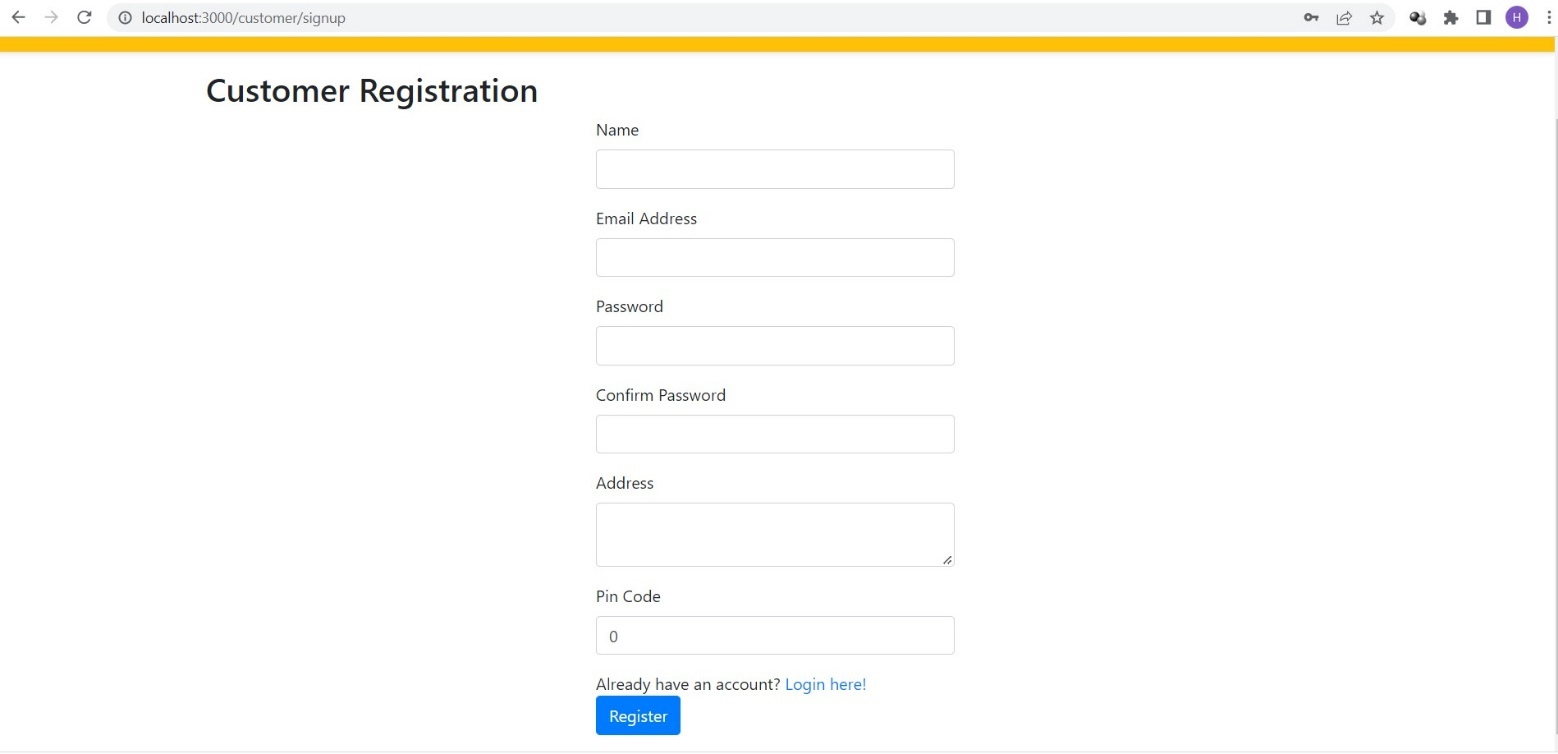 localhost:3000/customer/signup
H
Customer Registration
Name
Email Address
Password
Confirm Password
Address
Pin Code
0
Already have an account? Login here!
Register